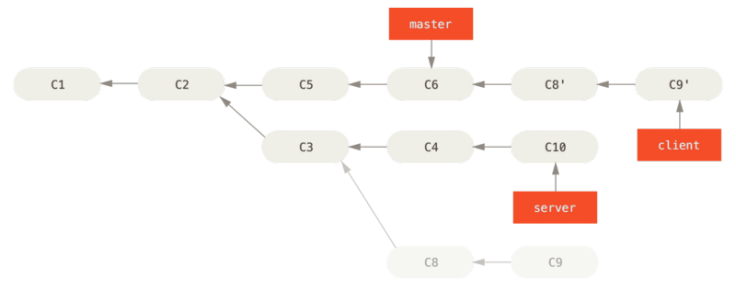 master
C1 C2 C5 C6 C8' C9'
C3 C4 C10 client
server
C8 C9